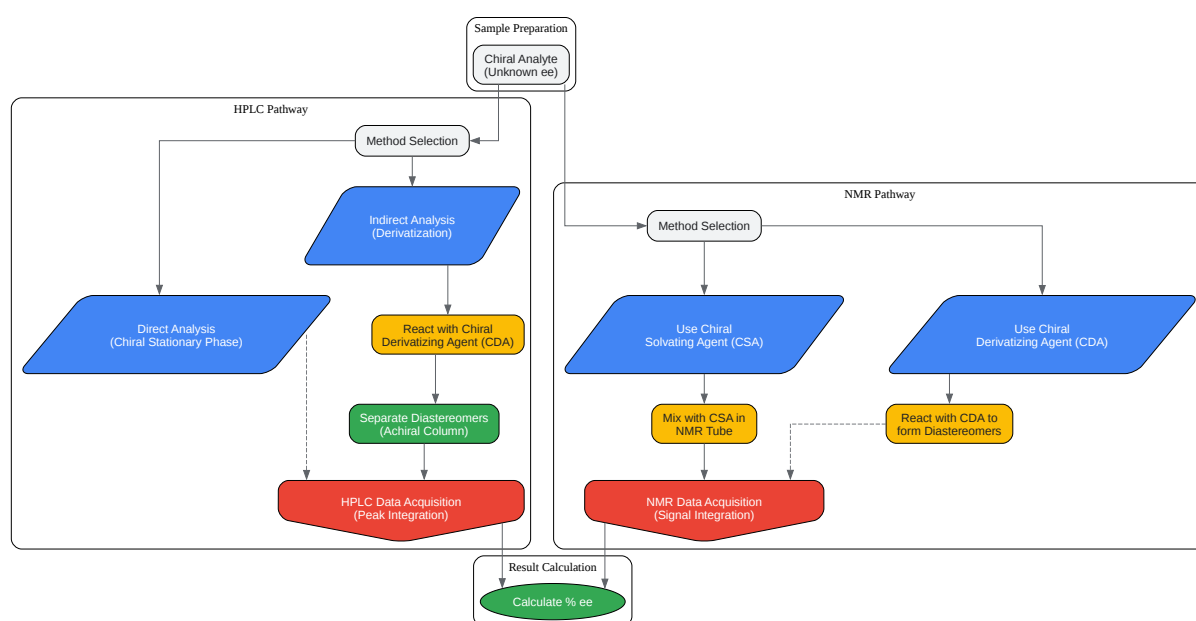 Sample Preparation
Chiral Analyte
(Unknown ee)
HPLC Pathway
Method Selection
Indirect Analysis
(Derivatization)
Direct Analysis
(Chiral Stationary Phase)
React with Chiral
Derivatizing Agent (CDA)
Separate Diastereomers
(Achiral Column)
HPLC Data Acquisition
(Peak Integration)
NMR Pathway
Method Selection
Use Chiral
Solvating Agent (CSA)
Use Chiral
Derivatizing Agent (CDA)
Mix with CSA in
NMR Tube
React with CDA to
form Diastereomers
NMR Data Acquisition
(Signal Integration)
Result Calculation
Calculate % ee